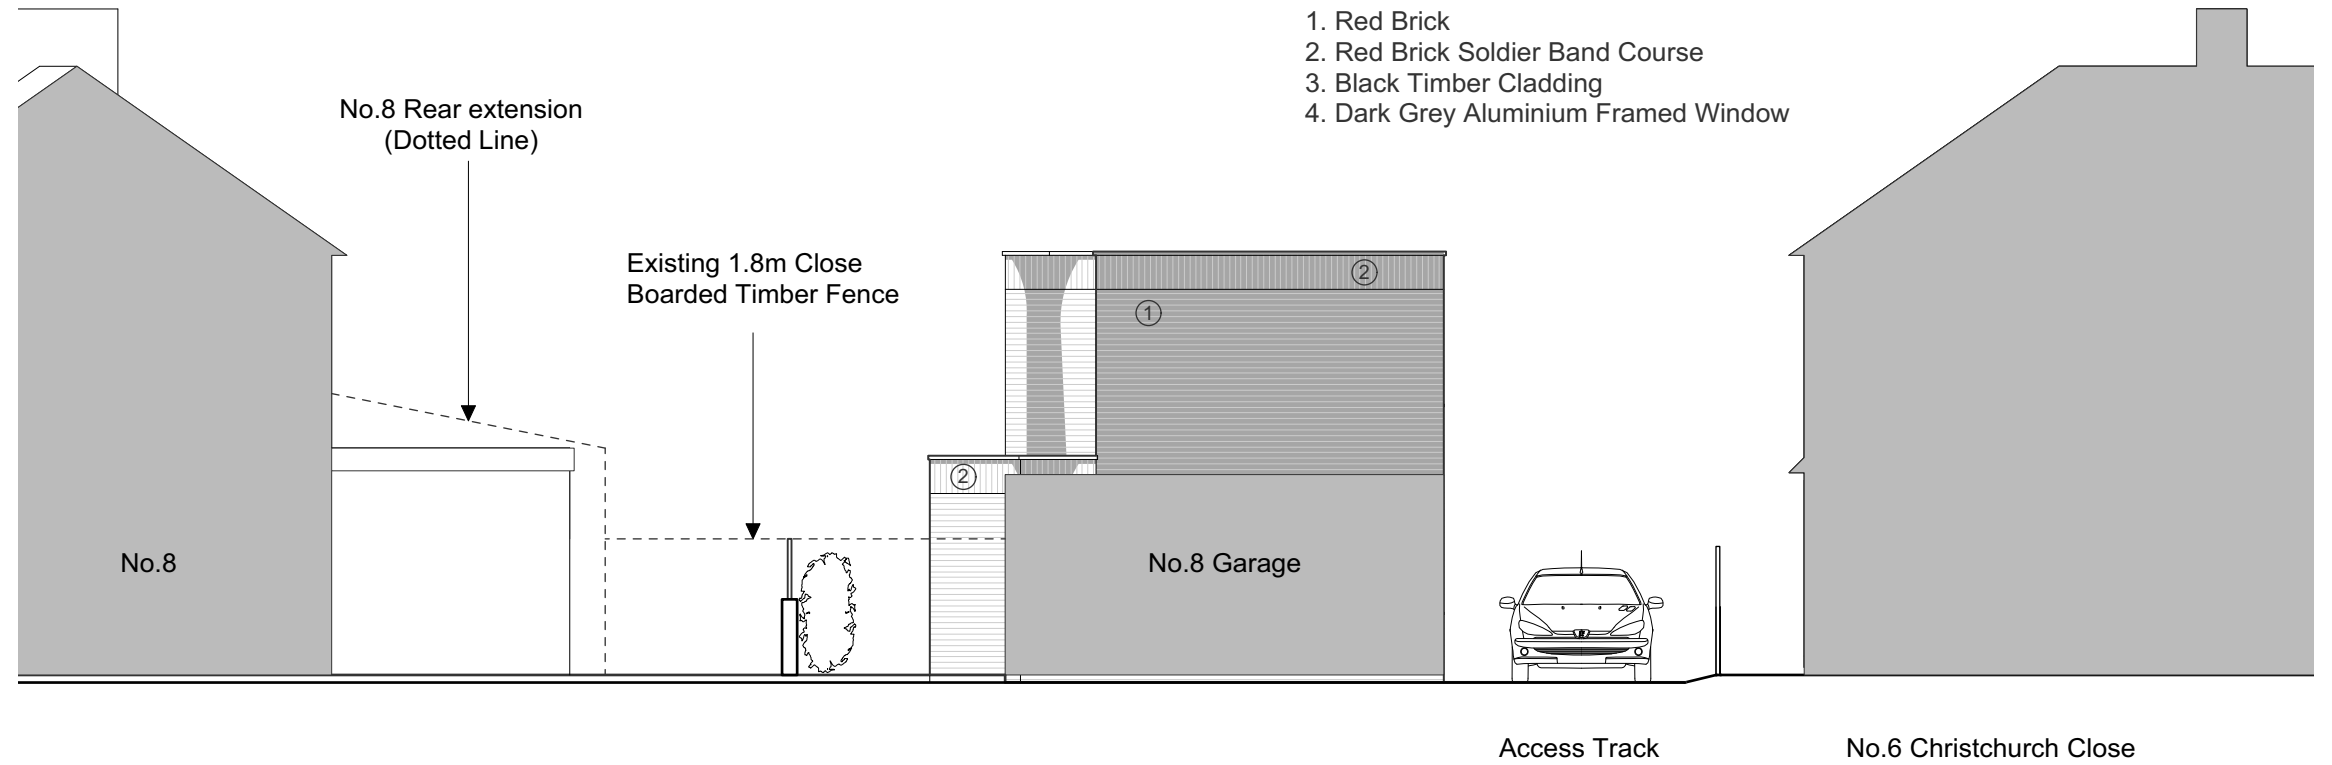 1. Red Brick
2. Red Brick Soldier Band Course
3. Black Timber Cladding
4. Dark Grey Aluminium Framed Window
No.8 Rear extension
(Dotted Line)
Existing 1.8m Close
Boarded Timber Fence
2
1
2
No.8
No.8 Garage
Access Track
No.6 Christchurch Close